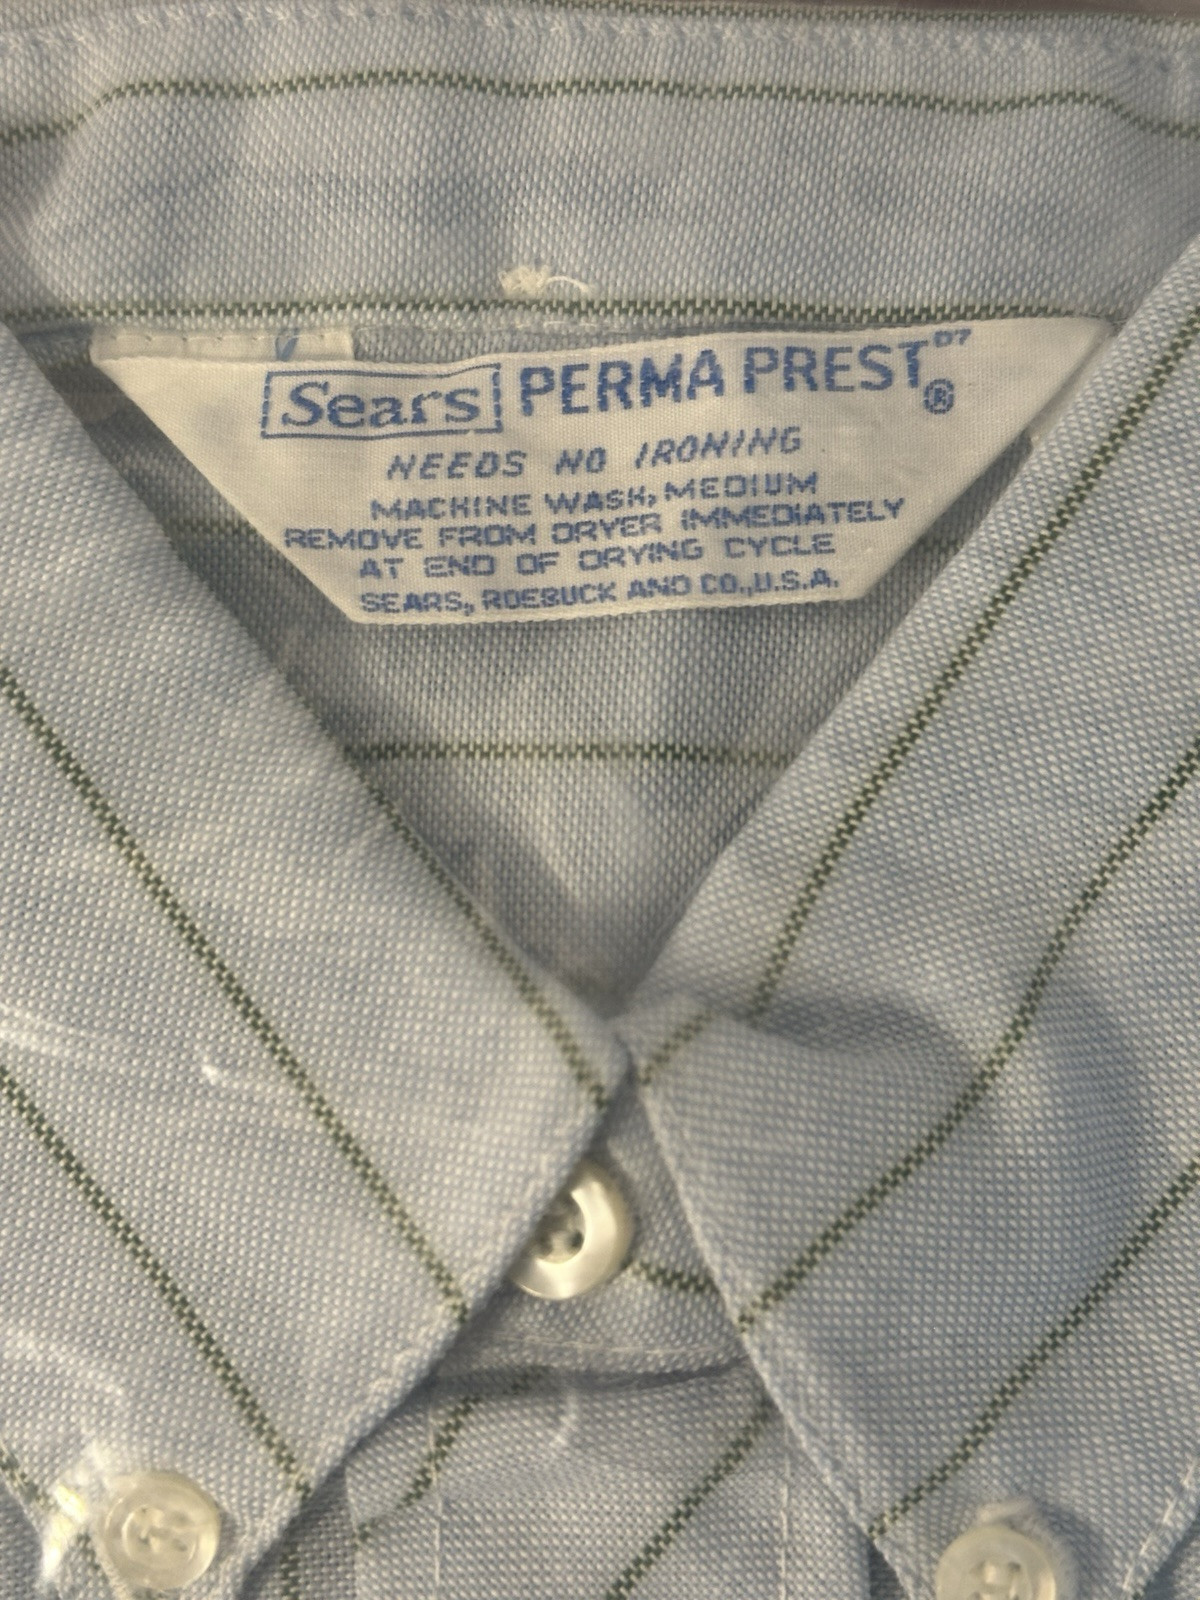 Sears PERMA PREST® D7
NEEDS NO IRONING
MACHINE WASH, MEDIUM
REMOVE FROM DRYER IMMEDIATELY
AT END OF DRYING CYCLE
SEARS, ROEBUCK AND CO., U.S.A.